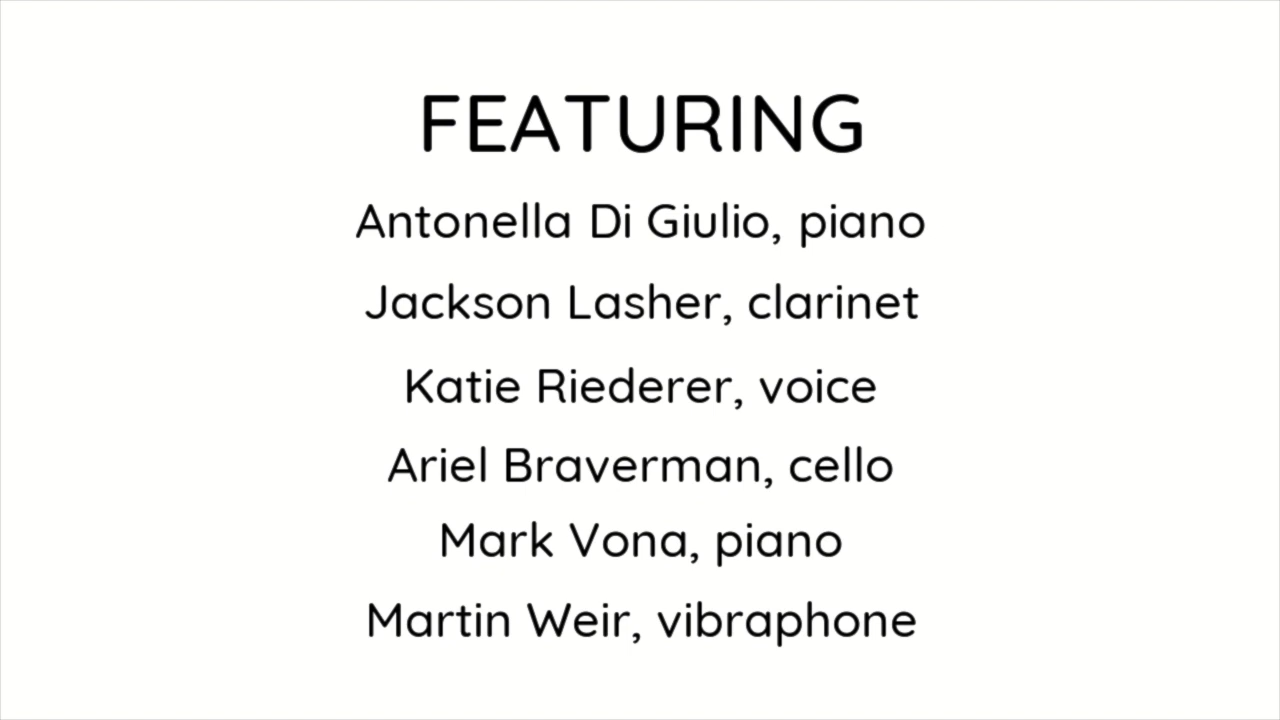 FEATURING
Antonella Di Giulio, piano
Jackson Lasher, clarinet
Katie Riederer, voice
Ariel Braverman, cello
Mark Vona, piano
Martin Weir, vibraphone